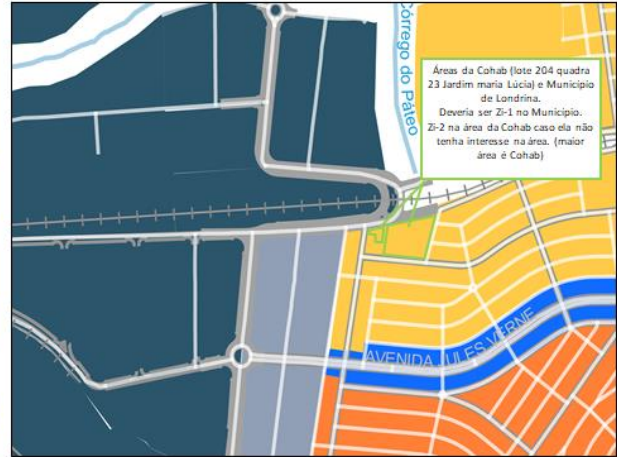 Córrego do Páteo
Áreas da Cohab (lote 204 quadra
23 Jardim maria Lúcia) e Município
de Londrina.
Deveria ser Zi-1 no Município.
Zi-2 na área da Cohab caso ela não
tenha interesse na área. (maior
área é Cohab)
AVENIDA JULES VERNE